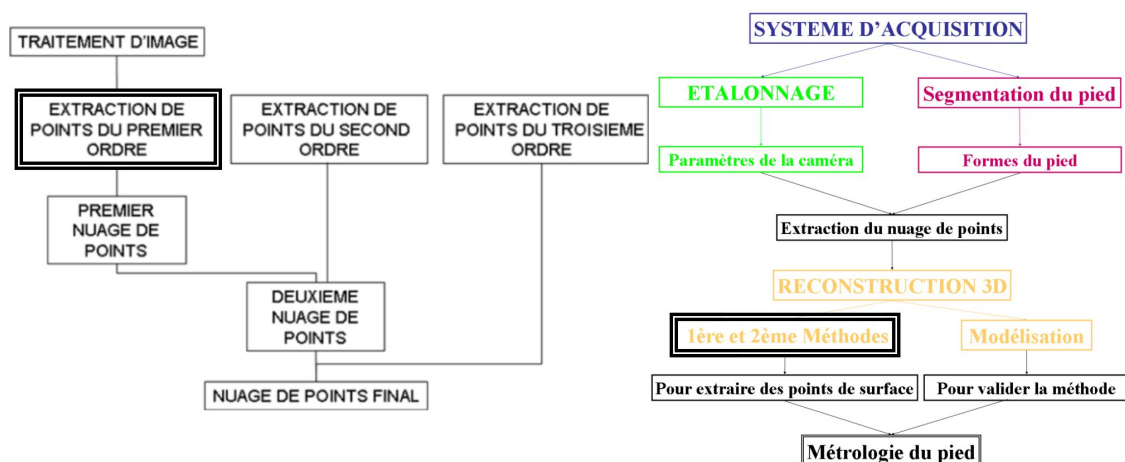 TRAITEMENT D'IMAGE
EXTRACTION DE
POINTS DU PREMIER
ORDRE
EXTRACTION DE
POINTS DU SECOND
ORDRE
EXTRACTION DE
POINTS DU TROISIEME
ORDRE
PREMIER
NUAGE DE
POINTS
DEUXIEME
NUAGE DE
POINTS
NUAGE DE POINTS FINAL
SYSTEME D'ACQUISITION
ETALONNAGE
Segmentation du pied
Paramètres de la caméra
Formes du pied
Extraction du nuage de points
RECONSTRUCTION 3D
1ère et 2ème Méthodes
Modélisation
Pour extraire des points de surface
Pour valider la méthode
Métrologie du pied